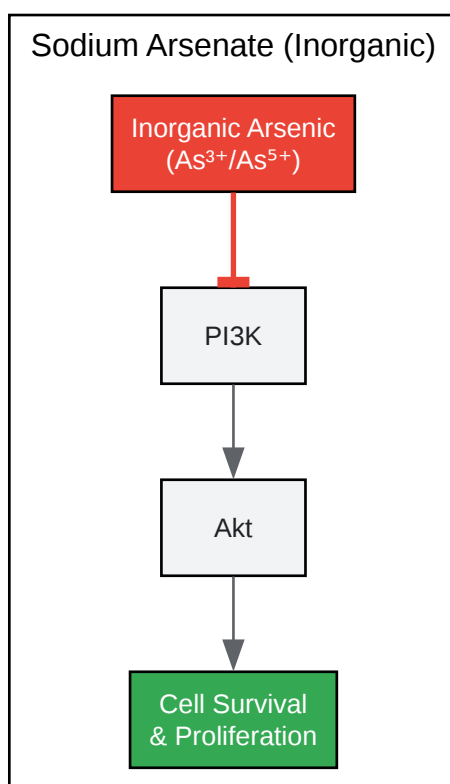 Sodium Arsenate (Inorganic)
Inorganic Arsenic
(As³⁺/As⁵⁺)
PI3K
Akt
Cell Survival
& Proliferation